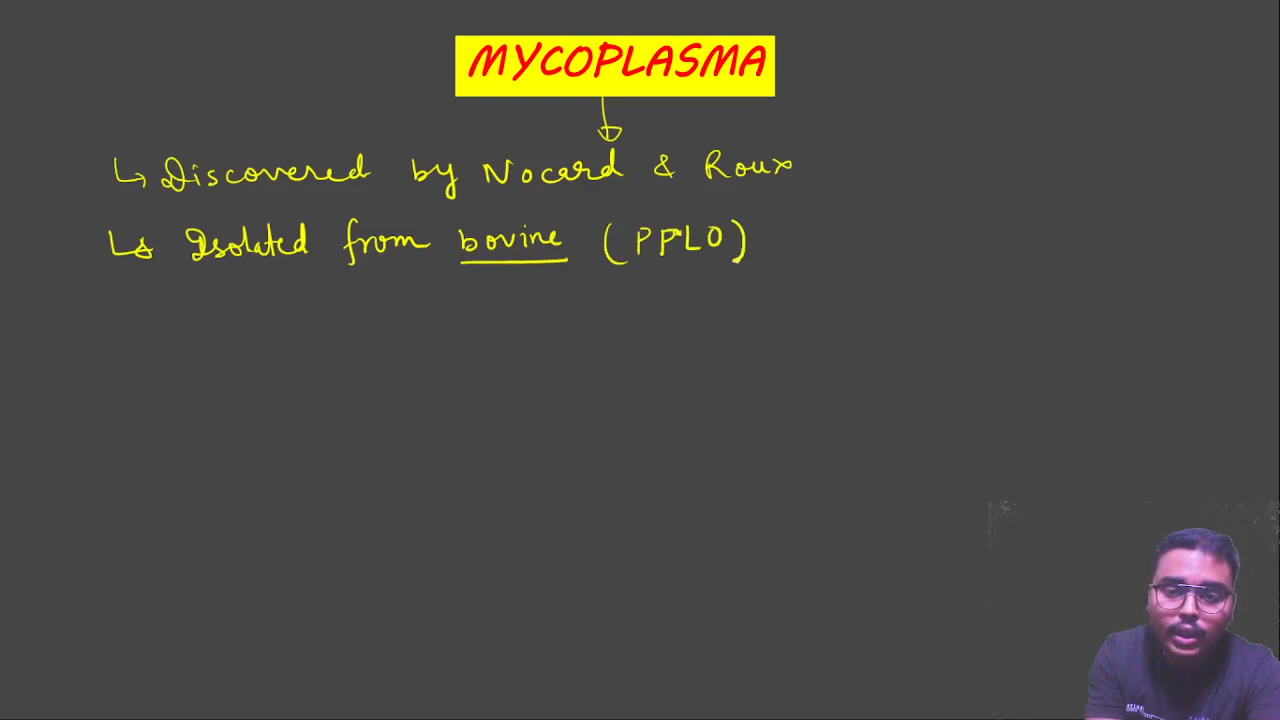 MYCOPLASMA
↳ Discovered by Nocard & Roux
↳ Isolated from bovine (PPLO)